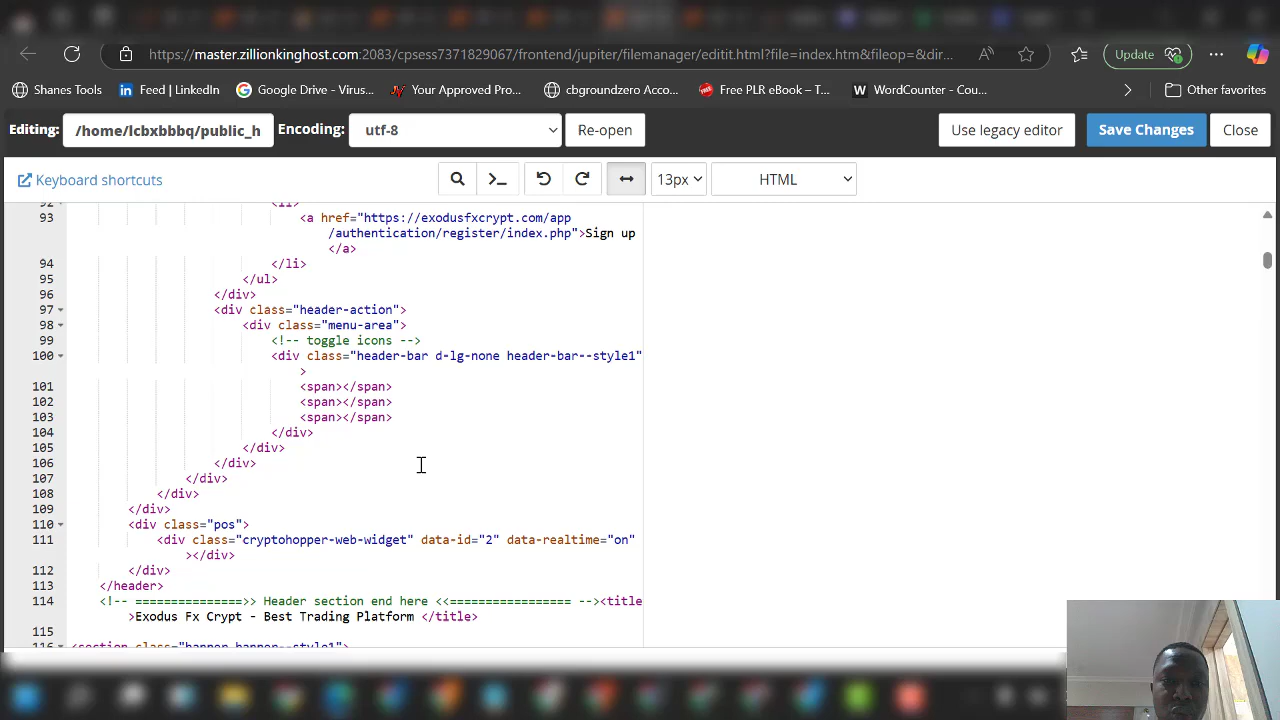 https://master.zillionkinghost.com:2083/cpsess7371829067/frontend/jupiter/filemanager/editit.html?file=index.htm&fileop=&dir...
Update
Shanes Tools
Feed | LinkedIn
Google Drive - Virus...
Your Approved Pro...
cbgroundzero Acco...
Free PLR eBook – T...
WordCounter - Cou...
Other favorites
Editing:
/home/lcbxbbbq/public_h
Encoding:
utf-8
Re-open
Use legacy editor
Save Changes
Close
Keyboard shortcuts
13px
HTML
92 <li>
93 <a href="https://exodusfxcrypt.com/app
/authentication/register/index.php">Sign up
</a>
94 </li>
95 </ul>
96 </div>
97 <div class="header-action">
98 <div class="menu-area">
99 <!-- toggle icons -->
100 <div class="header-bar d-lg-none header-bar--style1"
>
101 <span></span>
102 <span></span>
103 <span></span>
104 </div>
105 </div>
106 </div>
107 </div>
108 </div>
109 </div>
110 <div class="pos">
111 <div class="cryptohopper-web-widget" data-id="2" data-realtime="on"
></div>
112 </div>
113 </header>
114 <!-- ===============>> Header section end here <<================= --><title
>Exodus Fx Crypt - Best Trading Platform </title>
115
116 <section class="banner banner--style1">